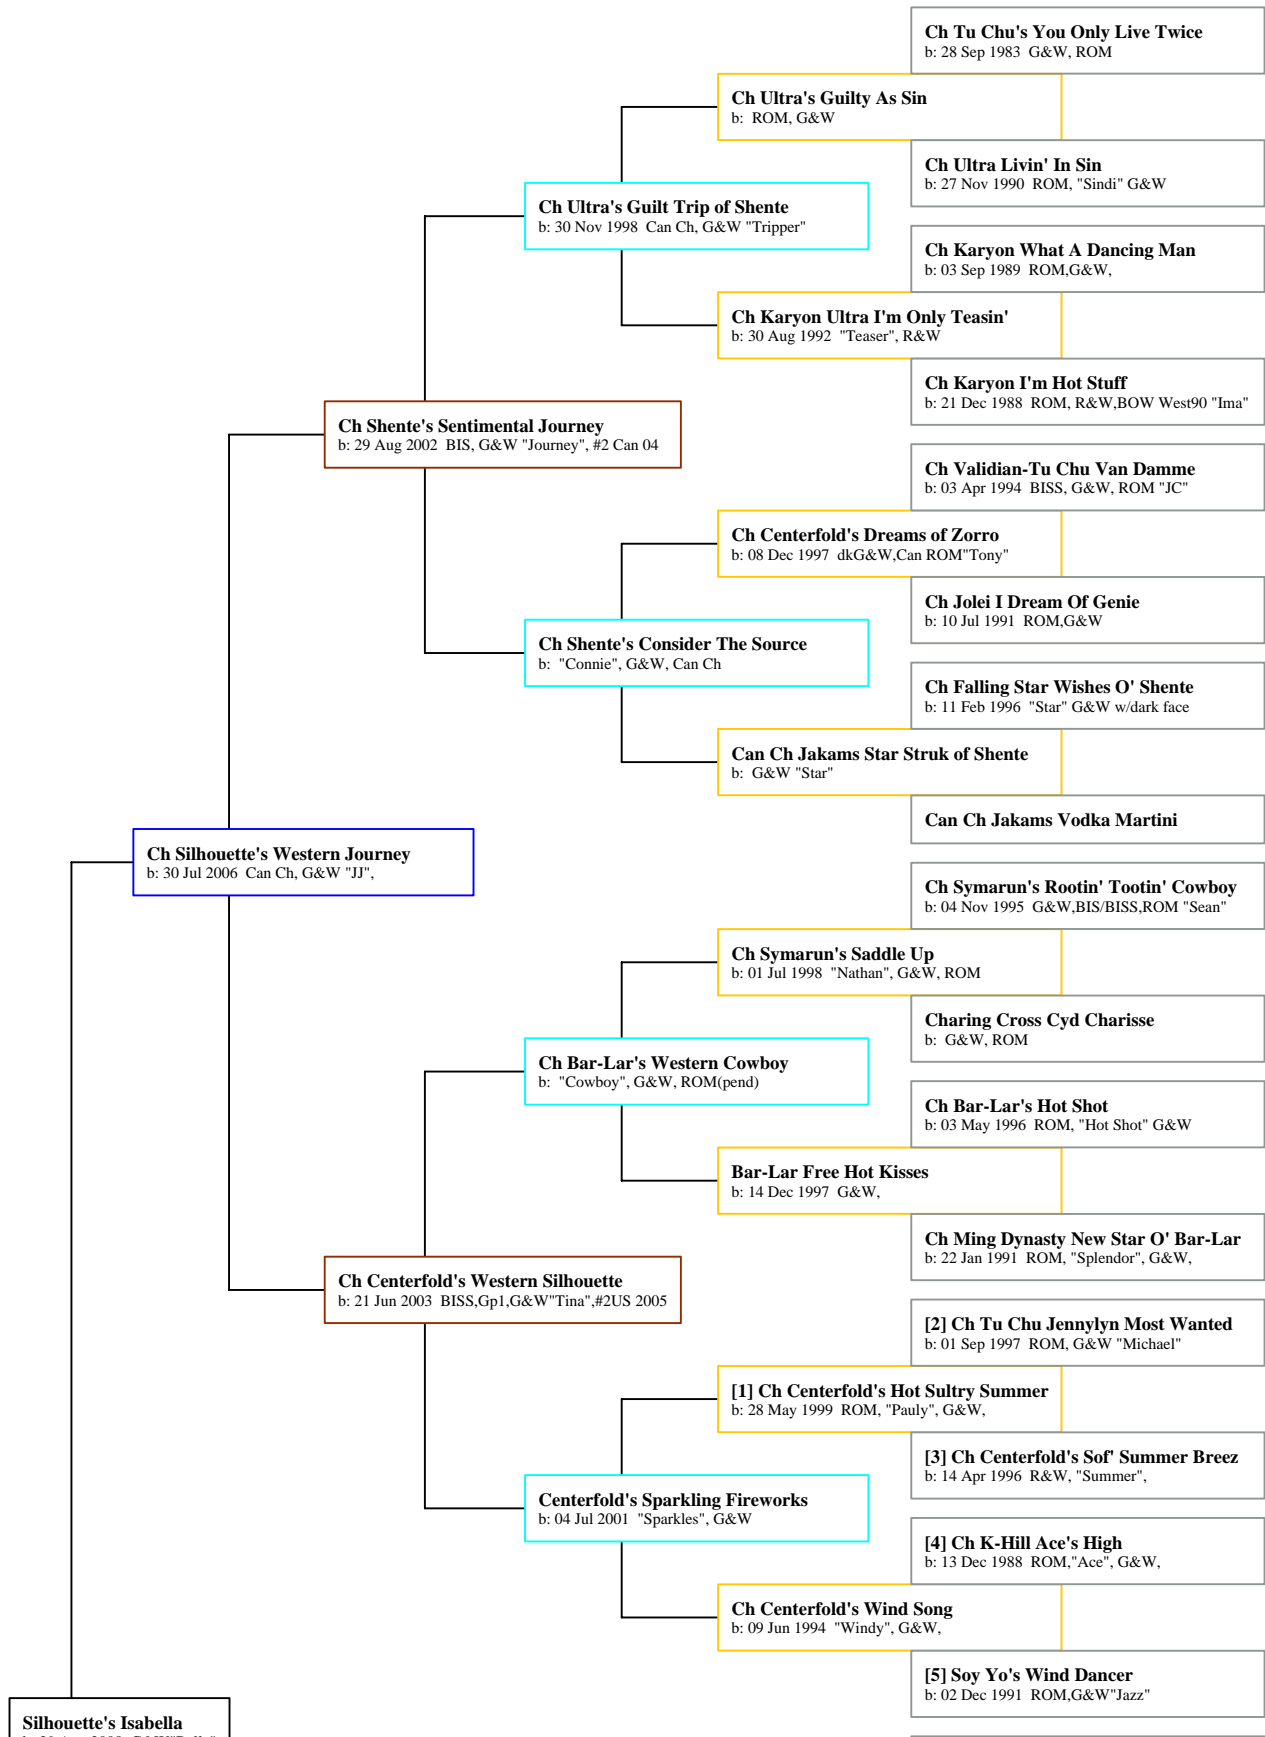 Ch Tu Chu's You Only Live Twice
b: 28 Sep 1983  G&W, ROM
Ch Ultra's Guilty As Sin
b:  ROM, G&W
Ch Ultra Livin' In Sin
b: 27 Nov 1990  ROM, "Sindi" G&W
Ch Ultra's Guilt Trip of Shente
b: 30 Nov 1998  Can Ch, G&W "Tripper"
Ch Karyon What A Dancing Man
b: 03 Sep 1989  ROM,G&W,
Ch Karyon Ultra I'm Only Teasin'
b: 30 Aug 1992  "Teaser", R&W
Ch Karyon I'm Hot Stuff
b: 21 Dec 1988  ROM, R&W,BOW West90 "Ima"
Ch Shente's Sentimental Journey
b: 29 Aug 2002  BIS, G&W "Journey", #2 Can 04
Ch Validian-Tu Chu Van Damme
b: 03 Apr 1994  BISS, G&W, ROM "JC"
Ch Centerfold's Dreams of Zorro
b: 08 Dec 1997  dkG&W,Can ROM"Tony"
Ch Jolei I Dream Of Genie
b: 10 Jul 1991  ROM,G&W
Ch Shente's Consider The Source
b:  "Connie", G&W, Can Ch
Ch Falling Star Wishes O' Shente
b: 11 Feb 1996  "Star" G&W w/dark face
Can Ch Jakams Star Struk of Shente
b:  G&W "Star"
Can Ch Jakams Vodka Martini
Ch Silhouette's Western Journey
b: 30 Jul 2006  Can Ch, G&W "JJ",
Ch Symarun's Rootin' Tootin' Cowboy
b: 04 Nov 1995  G&W,BIS/BISS,ROM "Sean"
Ch Symarun's Saddle Up
b: 01 Jul 1998  "Nathan", G&W, ROM
Charing Cross Cyd Charisse
b:  G&W, ROM
Ch Bar-Lar's Western Cowboy
b:  "Cowboy", G&W, ROM(pend)
Ch Bar-Lar's Hot Shot
b: 03 May 1996  ROM, "Hot Shot" G&W
Bar-Lar Free Hot Kisses
b: 14 Dec 1997  G&W,
Ch Ming Dynasty New Star O' Bar-Lar
b: 22 Jan 1991  ROM, "Splendor", G&W,
Ch Centerfold's Western Silhouette
b: 21 Jun 2003  BISS,Gp1,G&W"Tina",#2US 2005
[2] Ch Tu Chu Jennylyn Most Wanted
b: 01 Sep 1997  ROM, G&W "Michael"
[1] Ch Centerfold's Hot Sultry Summer
b: 28 May 1999  ROM, "Pauly", G&W,
[3] Ch Centerfold's Sof' Summer Breez
b: 14 Apr 1996  R&W, "Summer",
Centerfold's Sparkling Fireworks
b: 04 Jul 2001  "Sparkles", G&W
[4] Ch K-Hill Ace's High
b: 13 Dec 1988  ROM,"Ace", G&W,
Ch Centerfold's Wind Song
b: 09 Jun 1994  "Windy", G&W,
[5] Soy Yo's Wind Dancer
b: 02 Dec 1991  ROM,G&W"Jazz"
Silhouette's Isabella